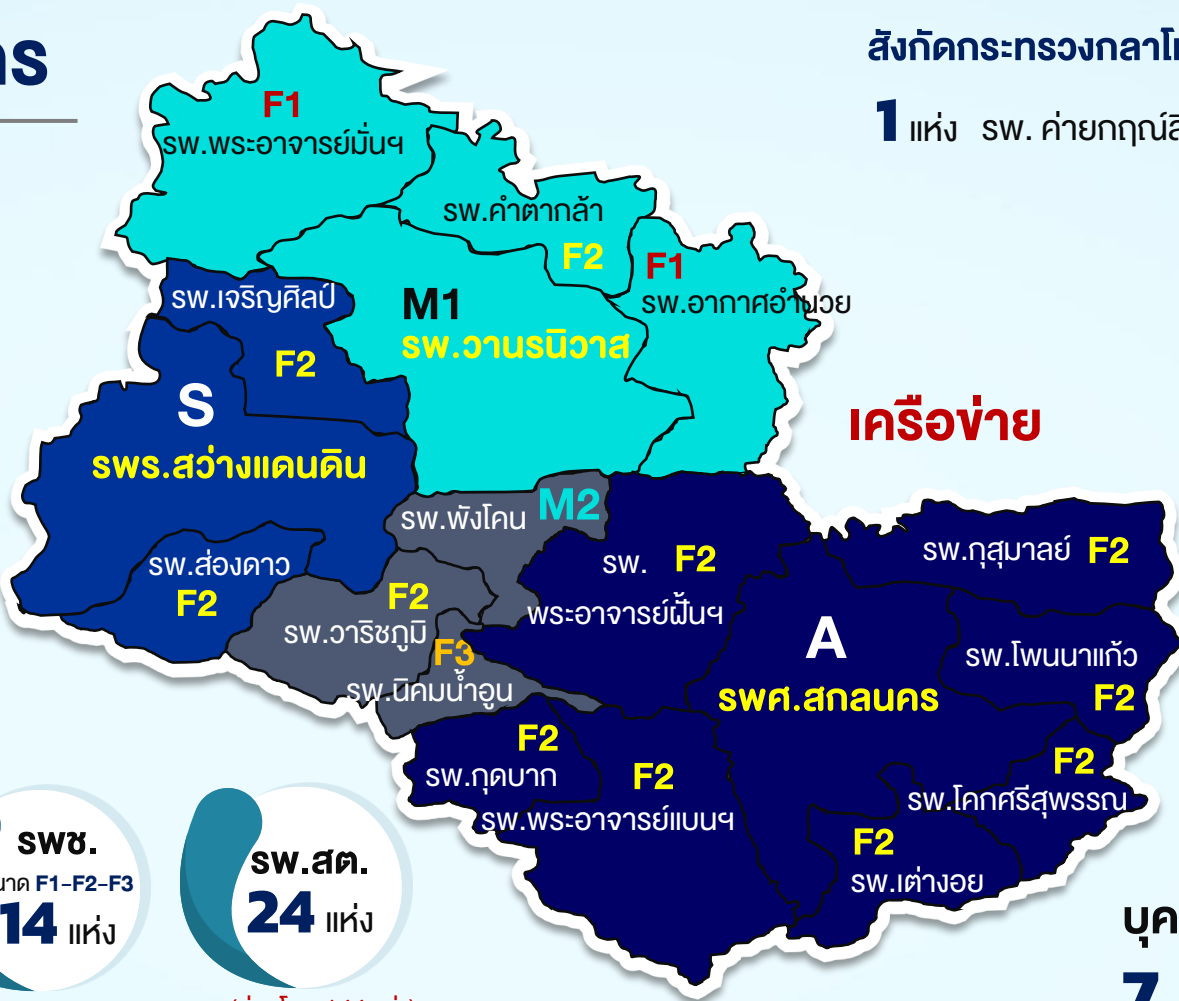 สังกัดกระทรวงกลาโห
1 แห่ง รพ. ค่ายกฤณ์สี
F1
รพ.พระอาจารย์มั่นฯ
รพ.คำตากล้า
F2
F1
รพ.อากาศอำนวย
รพ.เจริญศิลป์
F2
M1
รพ.วานรนิวาส
S
รพร.สว่างแดนดิน
เครือข่าย
รพ.พังโคน M2
รพ.ส่องดาว
F2
รพ. F2
พระอาจารย์ฝั้นฯ
รพ.กุสุมาลย์ F2
F2
รพ.วาริชภูมิ
F3
รพ.นิคมน้ำอูน
A
รพศ.สกลนคร
รพ.โพนนาแก้ว
F2
F2
รพ.กุดบาก
F2
รพ.พระอาจารย์แบนฯ
F2
รพ.โคกศรีสุพรรณ
F2
รพ.เต่างอย
รพช.
นาด F1-F2-F3
14 แห่ง
รพ.สต.
24 แห่ง
บุค
7